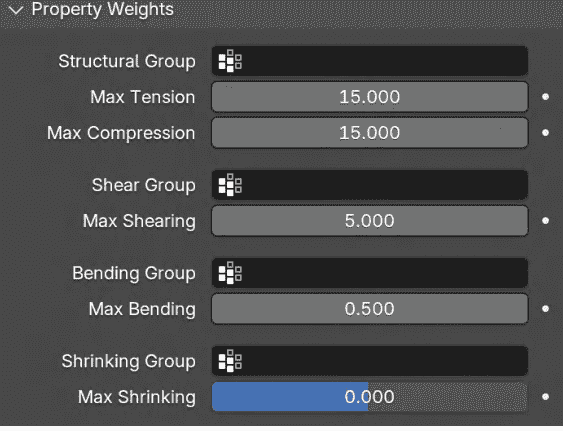 Property Weights
Structural Group
Max Tension 15.000
Max Compression 15.000
Shear Group
Max Shearing 5.000
Bending Group
Max Bending 0.500
Shrinking Group
Max Shrinking 0.000